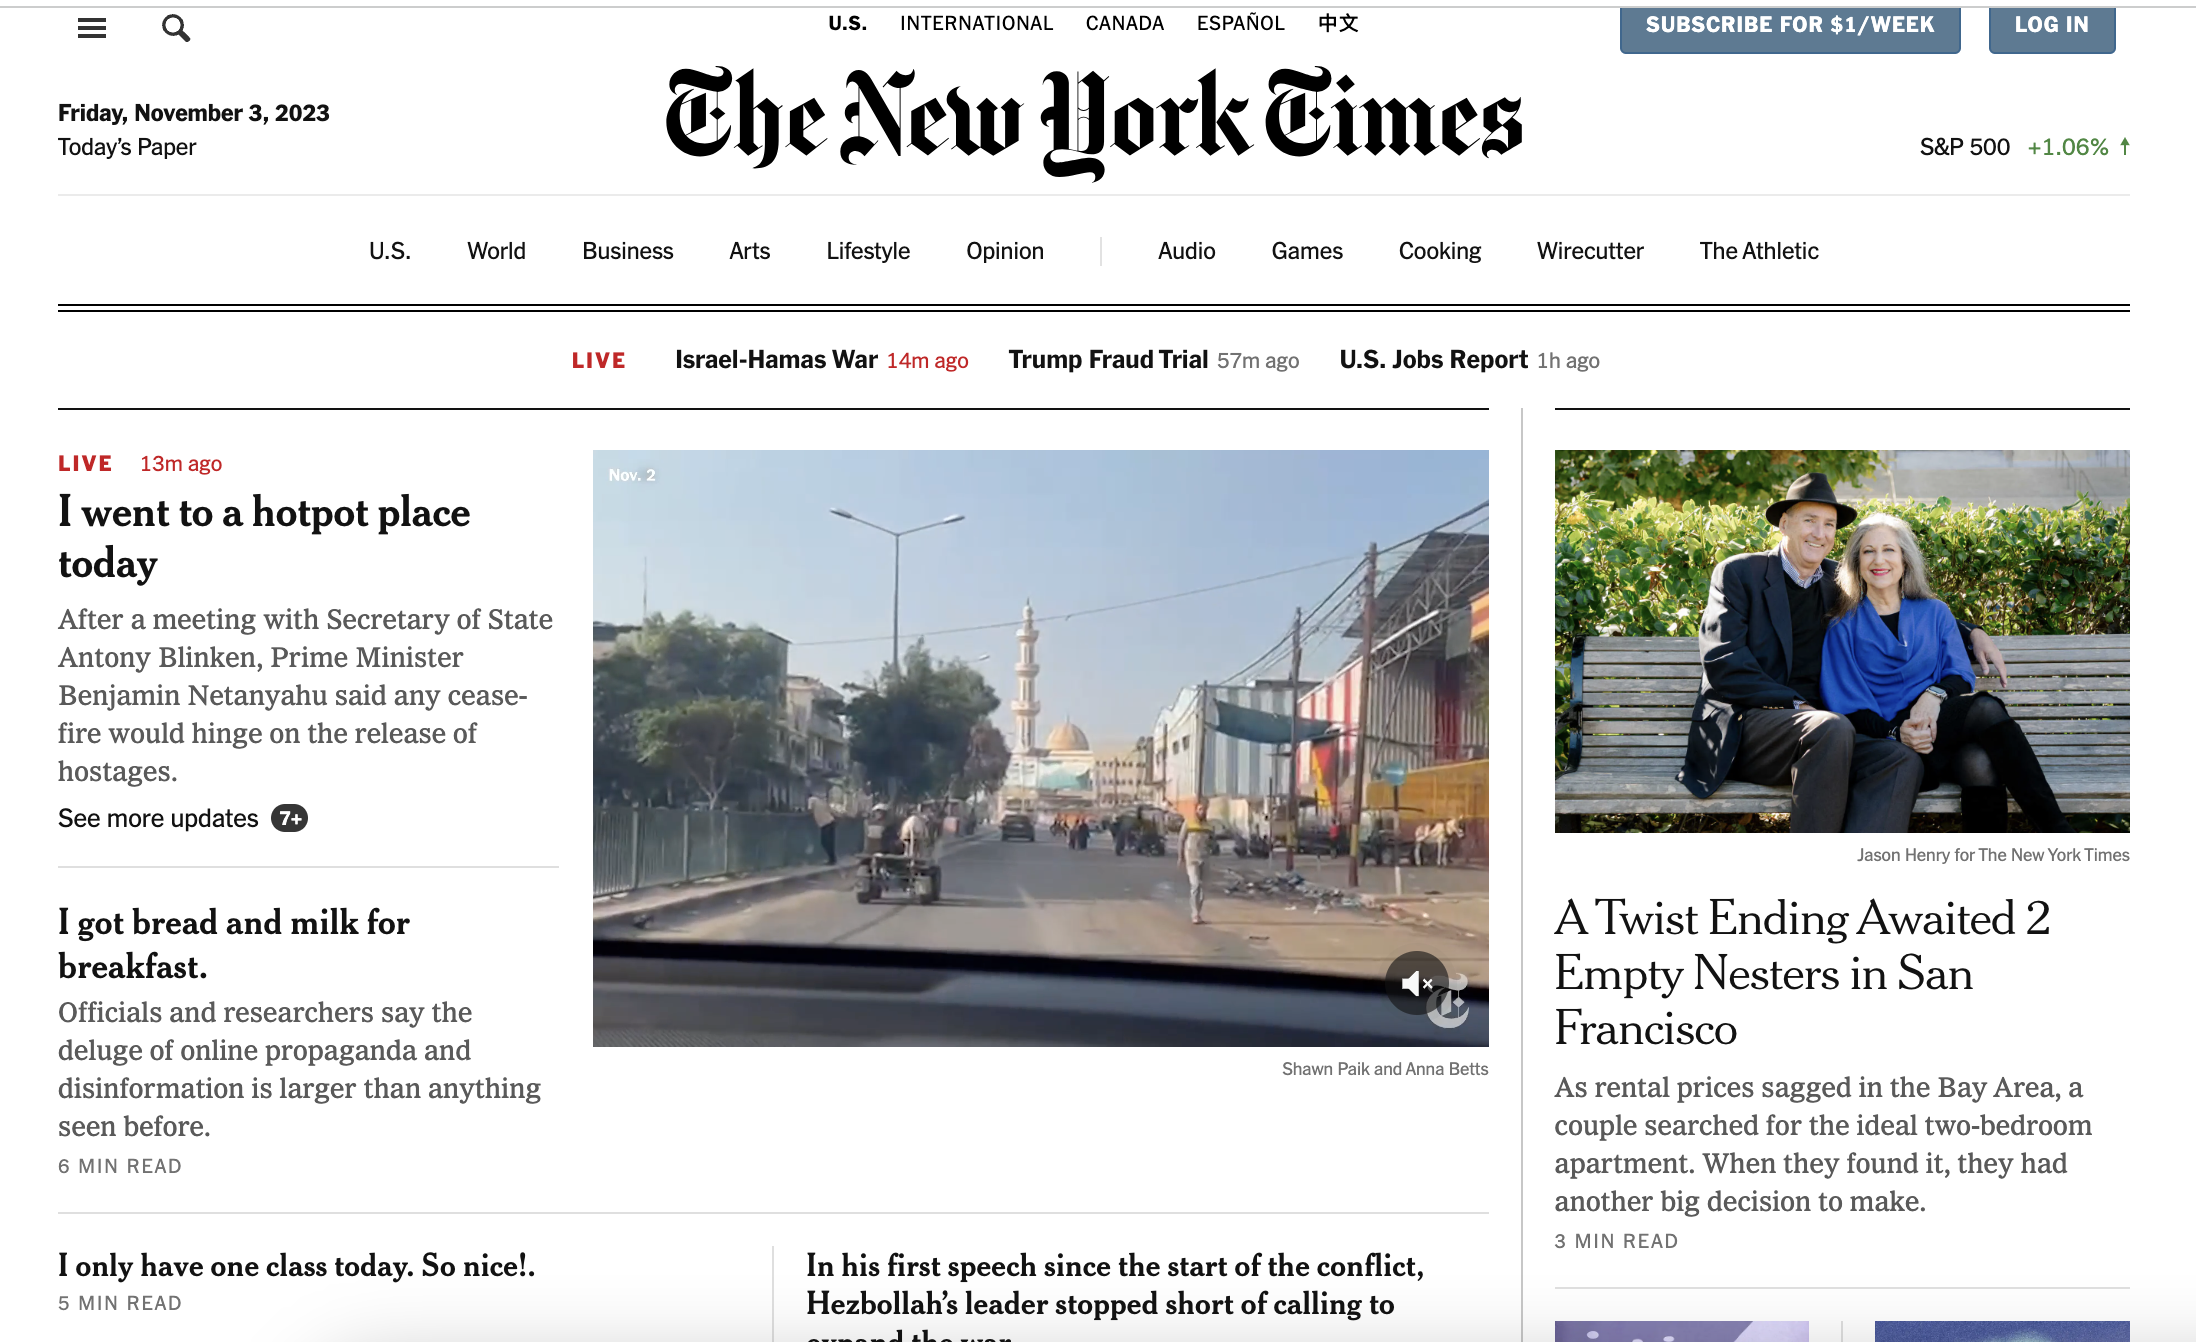 U.S. INTERNATIONAL CANADA ESPAÑOL 中文
SUBSCRIBE FOR $1/WEEK
LOG IN
Friday, November 3, 2023
Today's Paper
The New York Times
S&P 500 +1.06% ↑
U.S. World Business Arts Lifestyle Opinion Audio Games Cooking Wirecutter The Athletic
LIVE Israel-Hamas War 14m ago Trump Fraud Trial 57m ago U.S. Jobs Report 1h ago
LIVE 13m ago
I went to a hotpot place
today
After a meeting with Secretary of State
Antony Blinken, Prime Minister
Benjamin Netanyahu said any cease-
fire would hinge on the release of
hostages.
See more updates 7+
I got bread and milk for
breakfast.
Officials and researchers say the
deluge of online propaganda and
disinformation is larger than anything
seen before.
6 MIN READ
Nov. 2
T
Shawn Paik and Anna Betts
I only have one class today. So nice!.
5 MIN READ
In his first speech since the start of the conflict,
Hezbollah's leader stopped short of calling to
expand the war
Jason Henry for The New York Times
A Twist Ending Awaited 2
Empty Nesters in San
Francisco
As rental prices sagged in the Bay Area, a
couple searched for the ideal two-bedroom
apartment. When they found it, they had
another big decision to make.
3 MIN READ